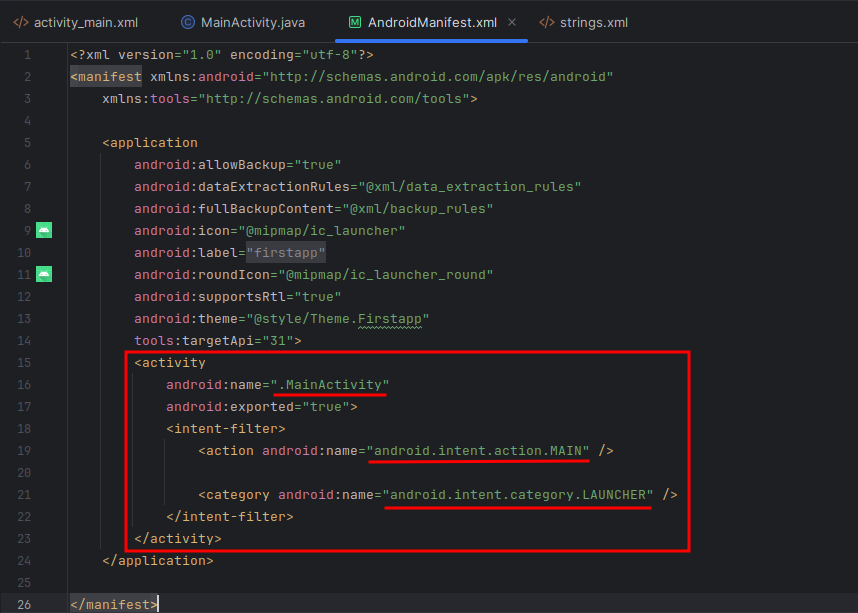 activity_main.xml MainActivity.java AndroidManifest.xml strings.xml
1 <?xml version="1.0" encoding="utf-8"?>
2 <manifest xmlns:android="http://schemas.android.com/apk/res/android"
3 xmlns:tools="http://schemas.android.com/tools">
4
5 <application
6 android:allowBackup="true"
7 android:dataExtractionRules="@xml/data_extraction_rules"
8 android:fullBackupContent="@xml/backup_rules"
9 android:icon="@mipmap/ic_launcher"
10 android:label="firstapp"
11 android:roundIcon="@mipmap/ic_launcher_round"
12 android:supportsRtl="true"
13 android:theme="@style/Theme.Firstapp"
14 tools:targetApi="31">
15 <activity
16 android:name=".MainActivity"
17 android:exported="true">
18 <intent-filter>
19 <action android:name="android.intent.action.MAIN" />
20
21 <category android:name="android.intent.category.LAUNCHER" />
22 </intent-filter>
23 </activity>
24 </application>
25
26 </manifest>